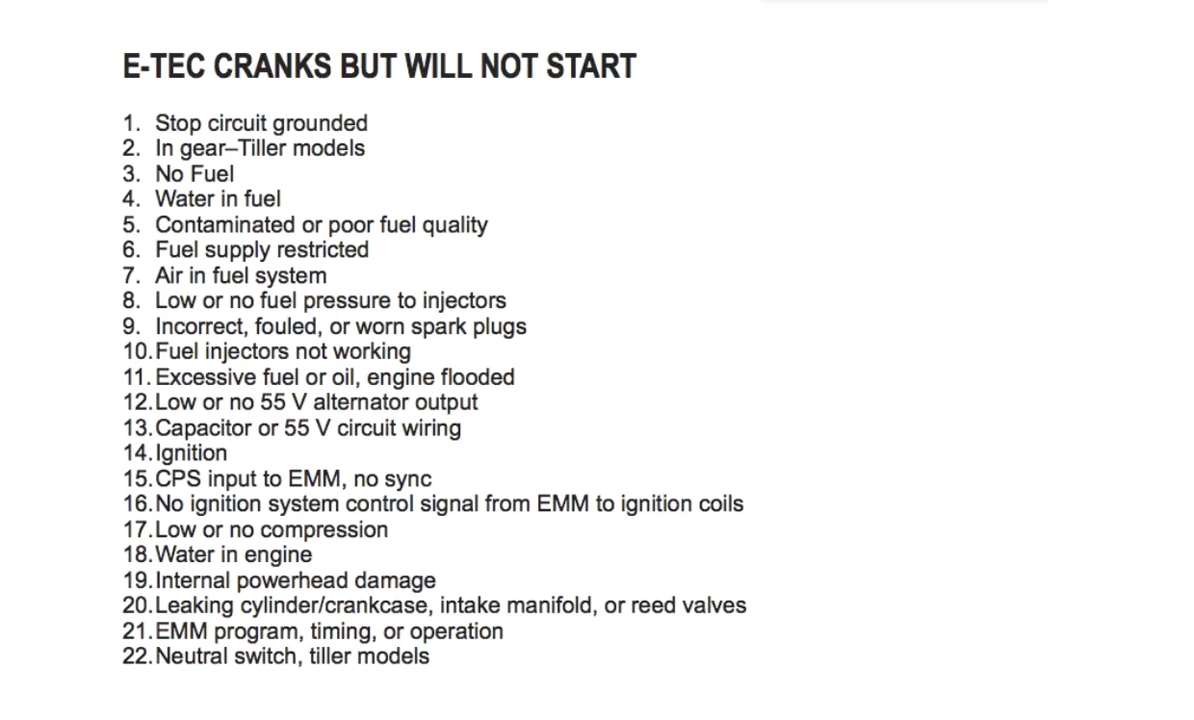 E-TEC CRANKS BUT WILL NOT START
1. Stop circuit grounded
2. In gear–Tiller models
3. No Fuel
4. Water in fuel
5. Contaminated or poor fuel quality
6. Fuel supply restricted
7. Air in fuel system
8. Low or no fuel pressure to injectors
9. Incorrect, fouled, or worn spark plugs
10. Fuel injectors not working
11. Excessive fuel or oil, engine flooded
12. Low or no 55 V alternator output
13. Capacitor or 55 V circuit wiring
14. Ignition
15. CPS input to EMM, no sync
16. No ignition system control signal from EMM to ignition coils
17. Low or no compression
18. Water in engine
19. Internal powerhead damage
20. Leaking cylinder/crankcase, intake manifold, or reed valves
21. EMM program, timing, or operation
22. Neutral switch, tiller models